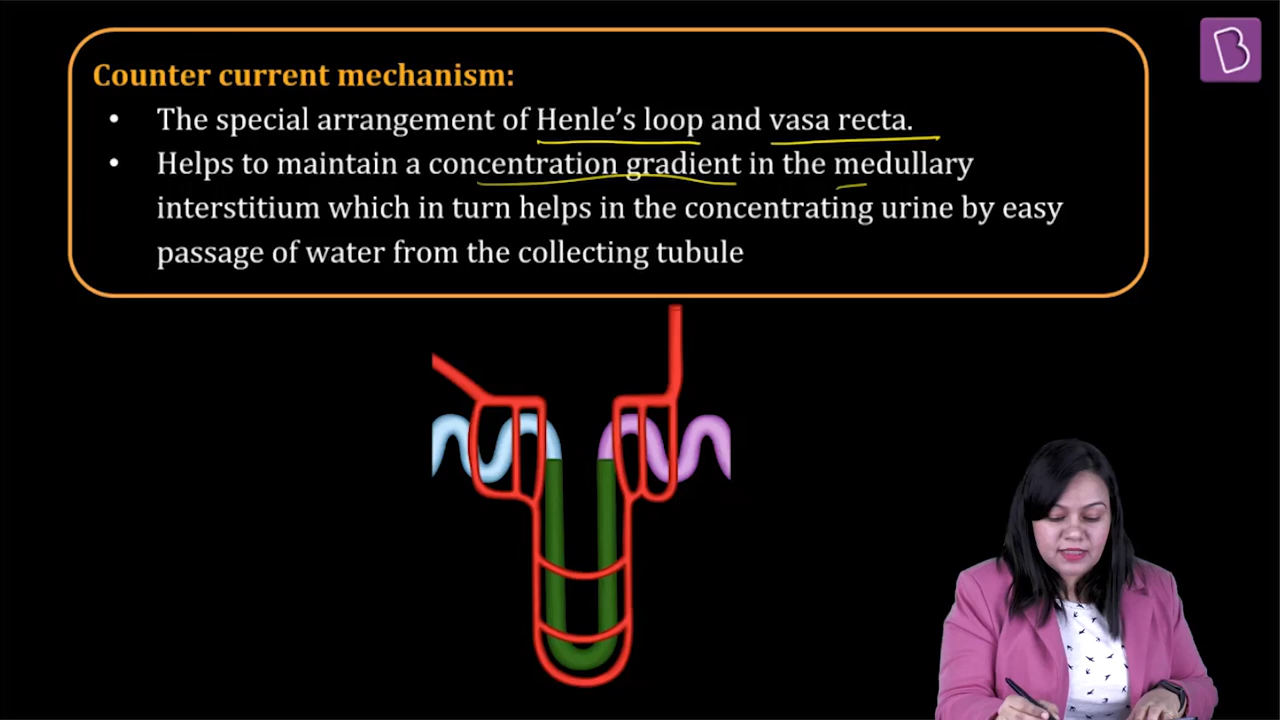 Counter current mechanism:
• The special arrangement of Henle’s loop and vasa recta.
• Helps to maintain a concentration gradient in the medullary
interstitium which in turn helps in the concentrating urine by easy
passage of water from the collecting tubule
B